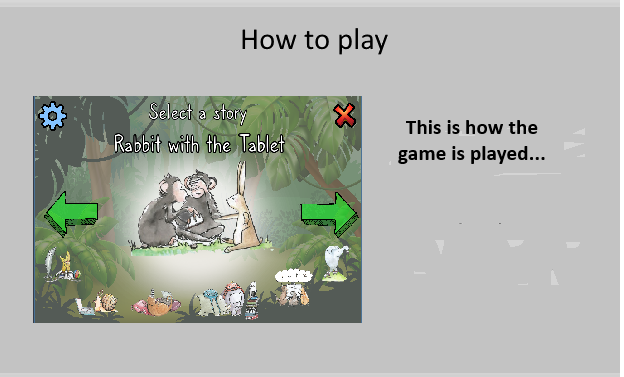 How to play
Select a story
Rabbit with the Tablet
This is how the
game is played...